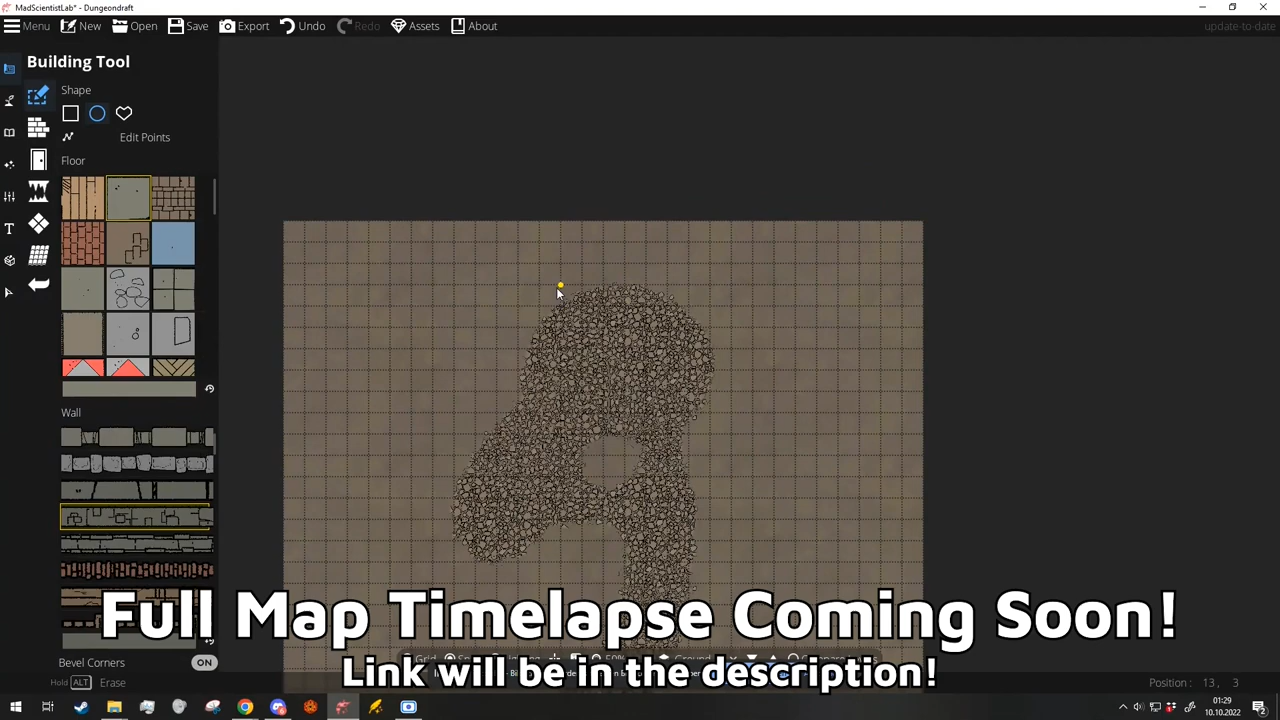 MadScientistLab* - Dungeondraft
Menu New Open Save Export Undo Redo Assets About update-to-date
Building Tool
Shape
Edit Points
Floor
Wall
Full Map Timelapse Coming Soon!
Link will be in the description!
Bevel Corners ON
Hold ALT Erase
Position : 13 , 3
01:29
10.10.2022
2